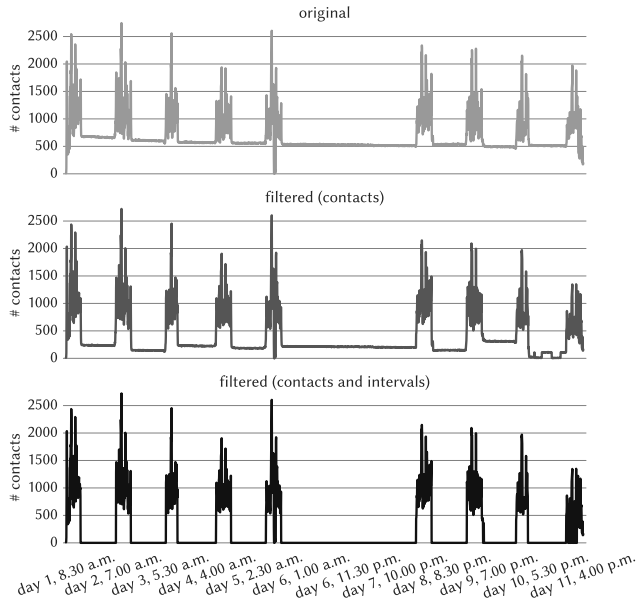 original
# contacts
2500
2000
1500
1000
500
0
filtered (contacts)
# contacts
2500
2000
1500
1000
500
0
filtered (contacts and intervals)
# contacts
2500
2000
1500
1000
500
0
day 1, 8.30 a.m.
day 2, 7.00 a.m.
day 3, 5.30 a.m.
day 4, 4.00 a.m.
day 5, 2.30 a.m.
day 6, 1.00 a.m.
day 6, 11.30 p.m.
day 7, 10.00 p.m.
day 8, 8.30 p.m.
day 9, 7.00 p.m.
day 10, 5.30 p.m.
day 11, 4.00 p.m.